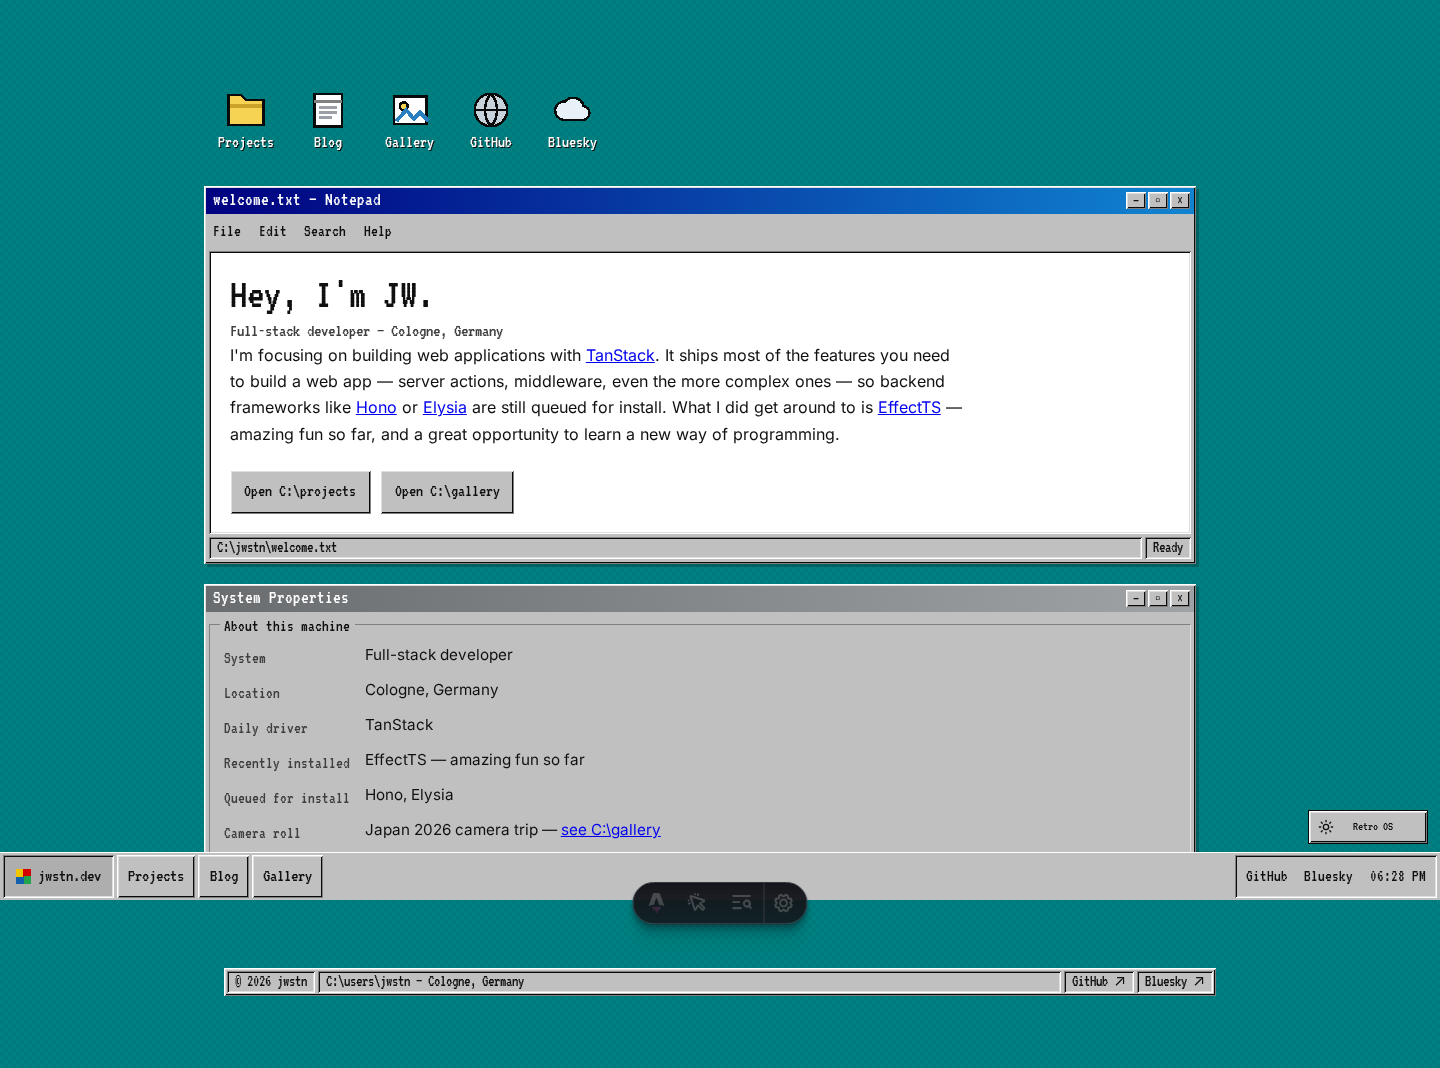 Projects
Blog
Gallery
GitHub
Bluesky
welcome.txt — Notepad
File Edit Search Help
Hey, I'm JW.
Full-stack developer — Cologne, Germany
I'm focusing on building web applications with TanStack. It ships most of the features you need
to build a web app — server actions, middleware, even the more complex ones — so backend
frameworks like Hono or Elysia are still queued for install. What I did get around to is EffectTS —
amazing fun so far, and a great opportunity to learn a new way of programming.
Open C:\projects
Open C:\gallery
C:\jwstn\welcome.txt
Ready
System Properties
About this machine
System Full-stack developer
Location Cologne, Germany
Daily driver TanStack
Recently installed EffectTS — amazing fun so far
Queued for install Hono, Elysia
Camera roll Japan 2026 camera trip — see C:\gallery
Retro OS
jwstn.dev
Projects
Blog
Gallery
GitHub Bluesky 06:28 PM
© 2026 jwstn
C:\users\jwstn — Cologne, Germany
GitHub ↗
Bluesky ↗